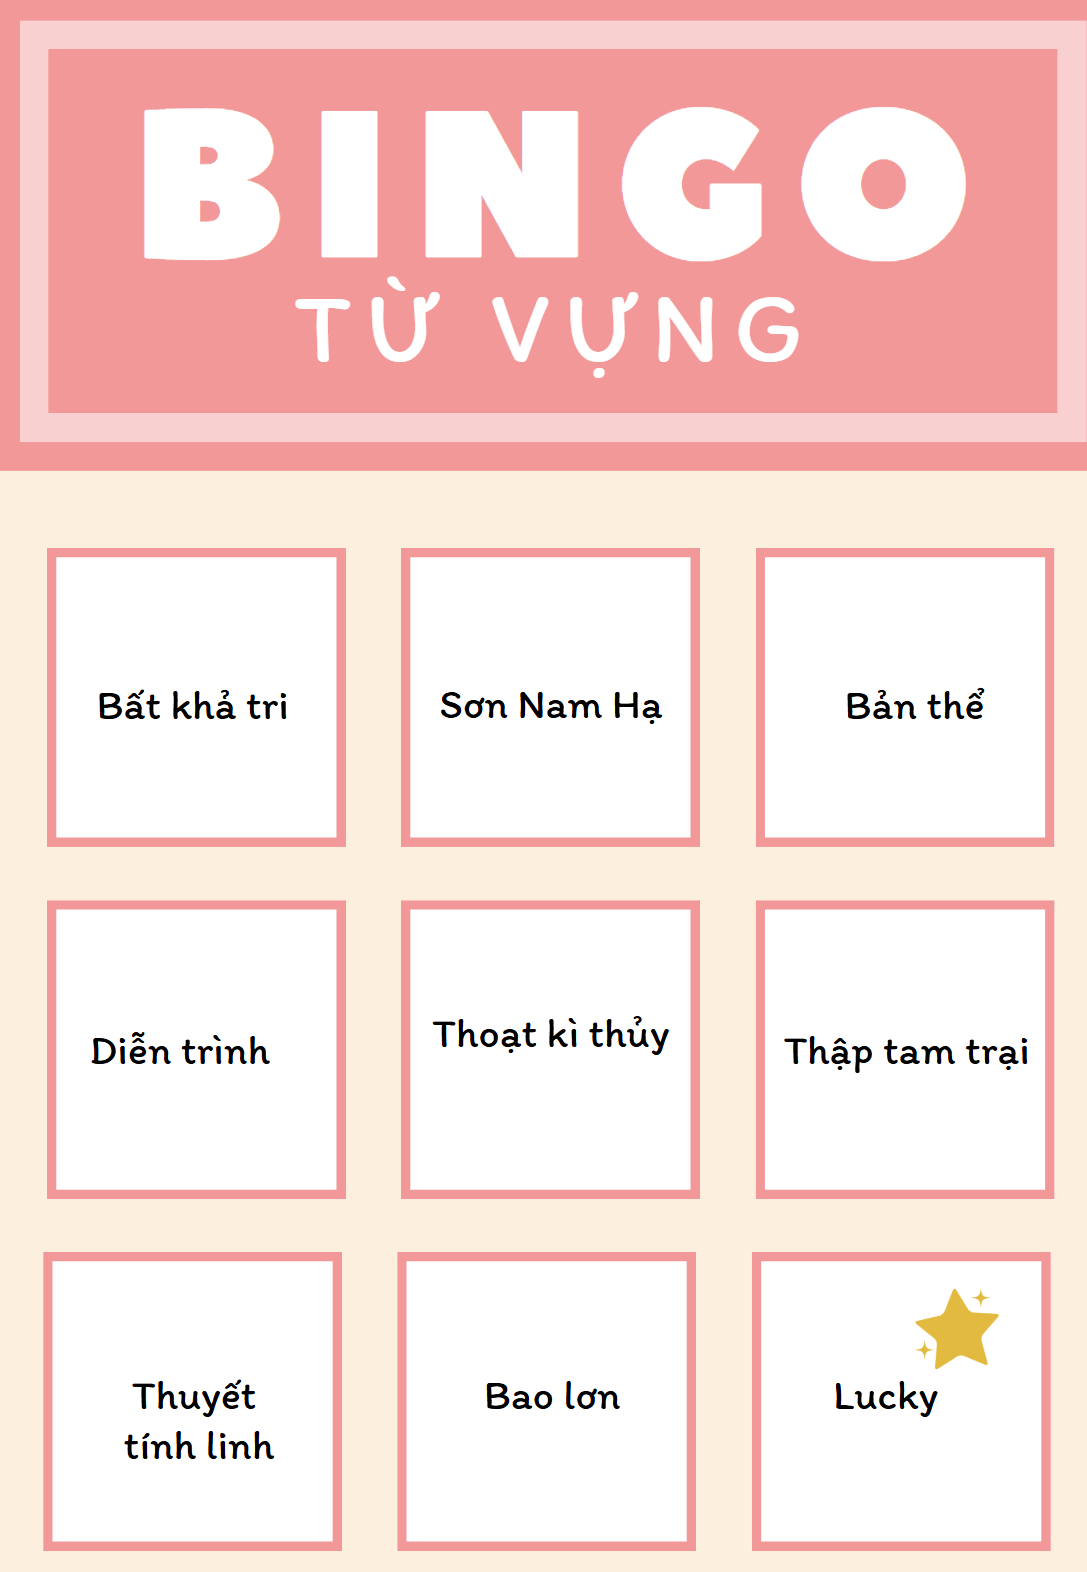 BINGO
TỪ VỰNG
Bất khả tri
Sơn Nam Hạ
Bản thể
Diễn trình
Thoạt kì thủy
Thập tam trại
Thuyết
tính linh
Bao lơn
Lucky